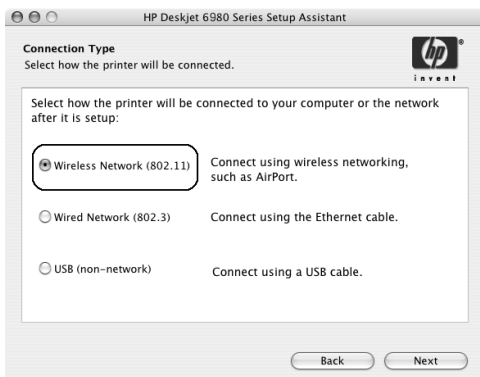 HP Deskjet 6980 Series Setup Assistant
Connection Type
Select how the printer will be connected.
hp®
invent
Select how the printer will be connected to your computer or the network
after it is setup:
Wireless Network (802.11)
Connect using wireless networking,
such as AirPort.
Wired Network (802.3)
Connect using the Ethernet cable.
USB (non-network)
Connect using a USB cable.
Back
Next